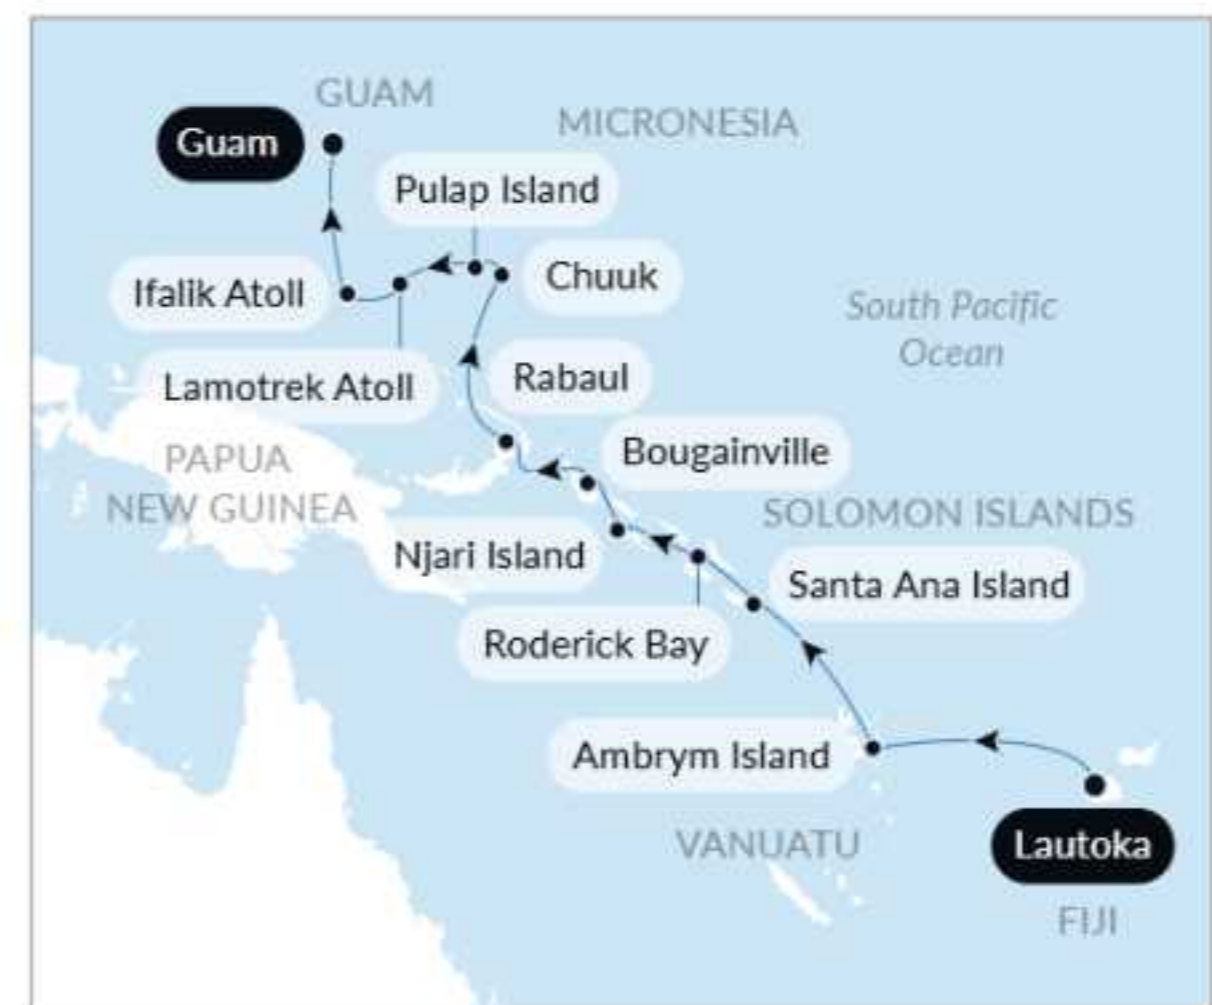 GUAM
Guam
MICRONESIA
Pulap Island
Chuuk
Ifalik Atoll
South Pacific
Ocean
Lamotrek Atoll
Rabaul
PAPUA
NEW GUINEA
Bougainville
SOLOMON ISLANDS
Njari Island
Santa Ana Island
Roderick Bay
Ambrym Island
VANUATU
Lautoka
FIJI